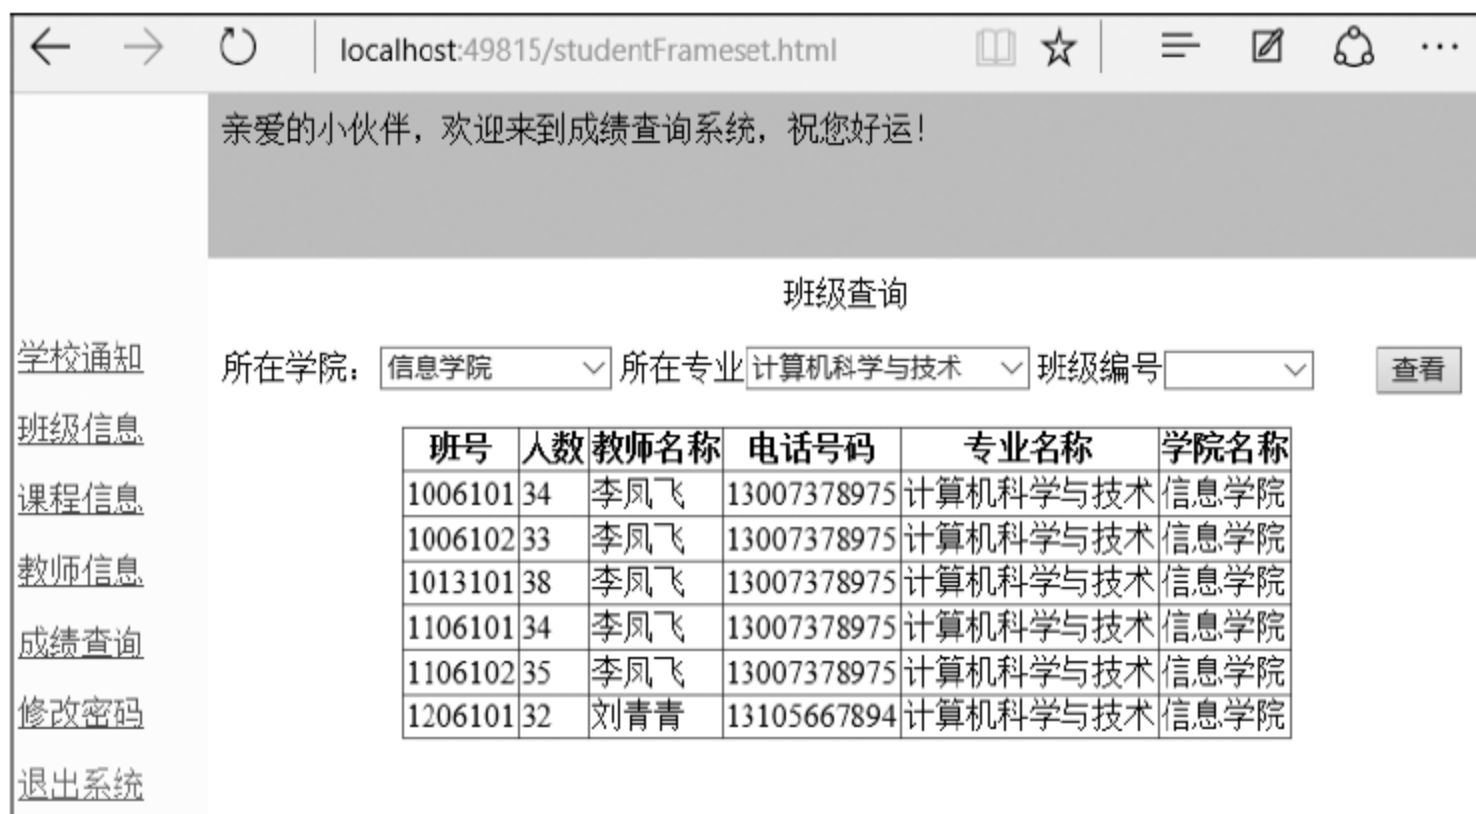 localhost:49815/studentFrameset.html
亲爱的小伙伴，欢迎来到成绩查询系统，祝您好运！
班级查询
学校通知
班级信息
课程信息
教师信息
成绩查询
修改密码
退出系统
所在学院： 信息学院 所在专业 计算机科学与技术 班级编号 查看
班号 人数 教师名称 电话号码 专业名称 学院名称
1006101 34 李凤飞 13007378975 计算机科学与技术 信息学院
1006102 33 李凤飞 13007378975 计算机科学与技术 信息学院
1013101 38 李凤飞 13007378975 计算机科学与技术 信息学院
1106101 34 李凤飞 13007378975 计算机科学与技术 信息学院
1106102 35 李凤飞 13007378975 计算机科学与技术 信息学院
1206101 32 刘青青 13105667894 计算机科学与技术 信息学院